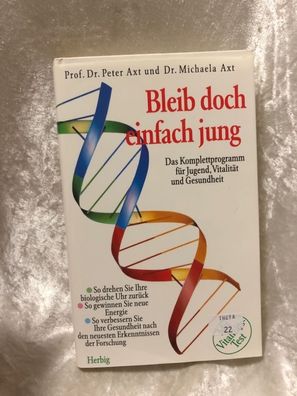 Prof. Dr. Peter Axt und Dr. Michaela Axt
Bleib doch
einfach jung
Das Komplettprogramm
für Jugend, Vitalität
und Gesundheit
So drehen Sie Ihre
biologische Uhr zurück
So gewinnen Sie neue
Energie
So verbessern Sie
Ihre Gesundheit nach
den neuesten Erkenntnissen
der Forschung
22
Test
Herbig